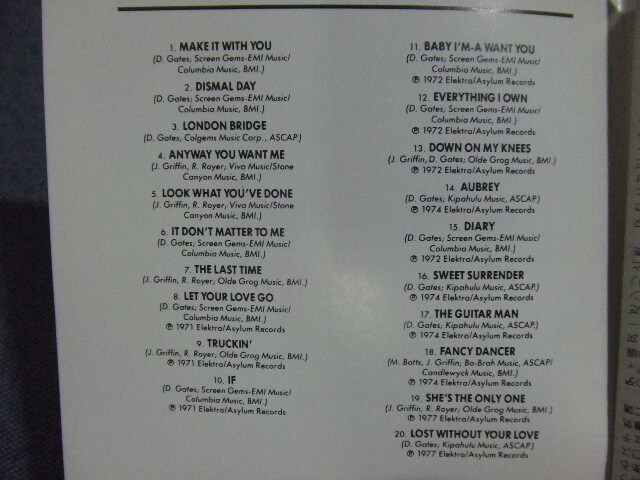 1. MAKE IT WITH YOU
(D. Gates; Screen Gems-EMI Music/
Columbia Music, BMI.)
2. DISMAL DAY
(D. Gates; Screen Gems-EMI Music/
Columbia Music, BMI.)
3. LONDON BRIDGE
(D. Gates, Colgems Music Corp., ASCAP.)
4. ANYWAY YOU WANT ME
(J. Griffin, R. Royer; Viva Music/Stone
Canyon Music, BMI.)
5. LOOK WHAT YOU'VE DONE
(J. Griffin, R. Royer; Viva Music/Stone
Canyon Music, BMI.)
6. IT DON'T MATTER TO ME
(D. Gates; Screen Gems-EMI Music/
Columbia Music, BMI.)
7. THE LAST TIME
(J. Griffin, R. Royer; Olde Grog Music, BMI.)
8. LET YOUR LOVE GO
(D. Gates; Screen Gems-EMI Music/
Columbia Music, BMI.)
℗ 1971 Elektra/Asylum Records
9. TRUCKIN'
(J. Griffin, R. Royer; Olde Grog Music, BMI.)
℗ 1971 Elektra/Asylum Records
10. IF
(D. Gates; Screen Gems-EMI Music/
Columbia Music, BMI.)
℗ 1971 Elektra/Asylum Records
11. BABY I'M-A WANT YOU
(D. Gates; Screen Gems-EMI Music/
Columbia Music, BMI.)
℗ 1972 Elektra/Asylum Records
12. EVERYTHING I OWN
(D. Gates; Screen Gems-EMI Music/
Columbia Music, BMI.)
℗ 1972 Elektra/Asylum Records
13. DOWN ON MY KNEES
(J. Griffin, D. Gates; Olde Grog Music, BMI.)
℗ 1972 Elektra/Asylum Records
14. AUBREY
(D. Gates; Kipahulu Music, ASCAP.)
℗ 1974 Elektra/Asylum Records
15. DIARY
(D. Gates; Screen Gems-EMI Music/
Columbia Music, BMI.)
℗ 1972 Elektra/Asylum Records
16. SWEET SURRENDER
(D. Gates; Kipahulu Music, ASCAP.)
℗ 1974 Elektra/Asylum Records
17. THE GUITAR MAN
(D. Gates; Kipahulu Music, ASCAP.)
℗ 1974 Elektra/Asylum Records
18. FANCY DANCER
(M. Botts, J. Griffin; Bo-Brah Music, ASCAP/
Candlewyck Music, BMI.)
℗ 1974 Elektra/Asylum Records
19. SHE'S THE ONLY ONE
(J. Griffin, R. Royer; Olde Grog Music, BMI.)
℗ 1977 Elektra/Asylum Records
20. LOST WITHOUT YOUR LOVE
(D. Gates; Kipahulu Music, ASCAP.)
℗ 1977 Elektra/Asylum Records